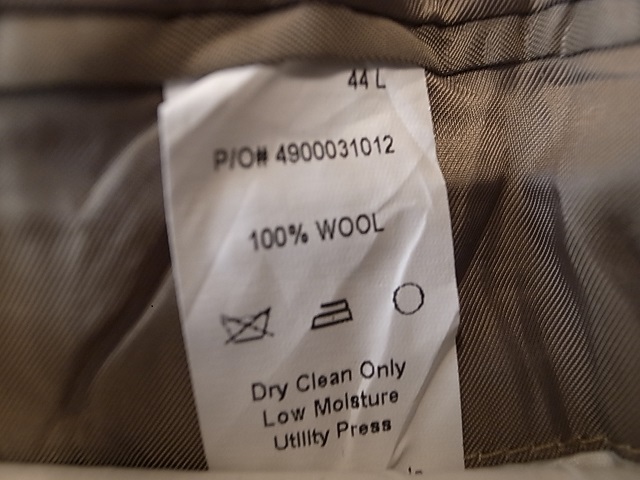 44 L
P/O# 4900031012
100% WOOL
Dry Clean Only
Low Moisture
Utility Press